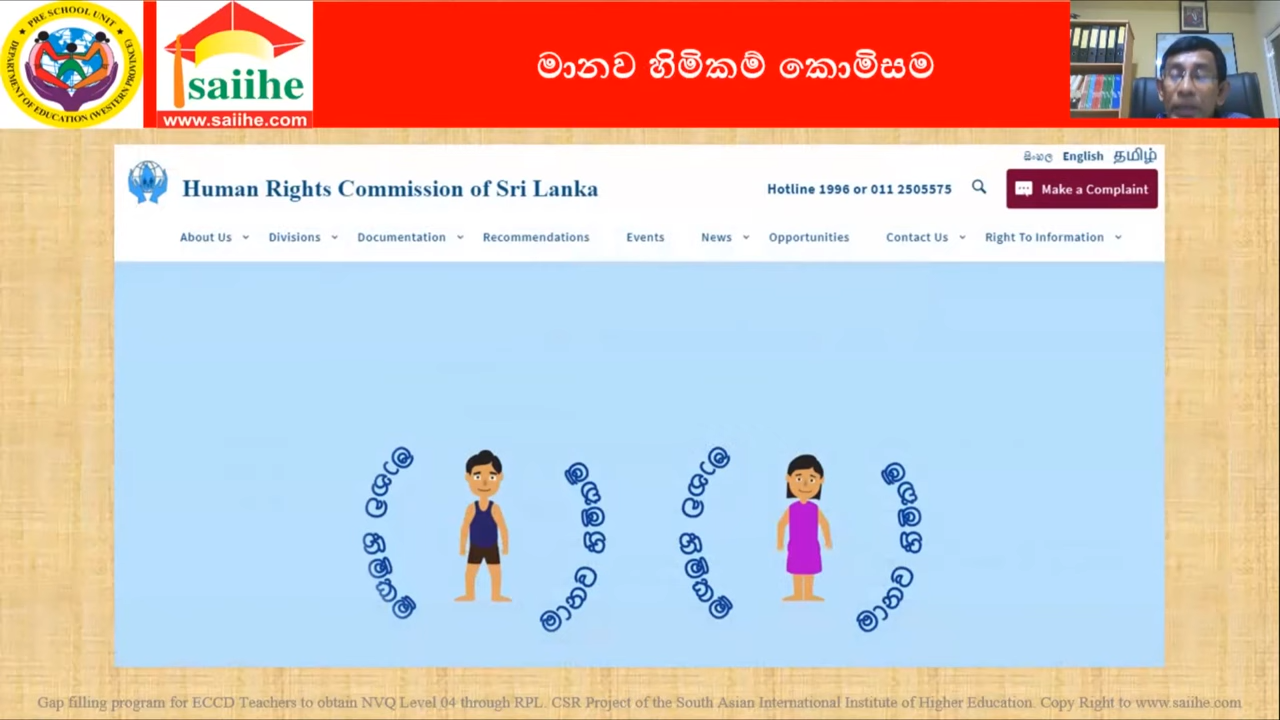 PRE SCHOOL UNIT
DEPARTMENT OF EDUCATION (WESTERN PROVINCE)
saiihe
www.saiihe.com
මානව හිමිකම් කොමිසම
සිංහල English தமிழ்
Human Rights Commission of Sri Lanka
Hotline 1996 or 011 2505575
Make a Complaint
About Us Divisions Documentation Recommendations Events News Opportunities Contact Us Right To Information
මානව
මානව
Gap filling program for ECCD Teachers to obtain NVQ Level 04 through RPL. CSR Project of the South Asian International Institute of Higher Education. Copy Right to www.saiihe.com